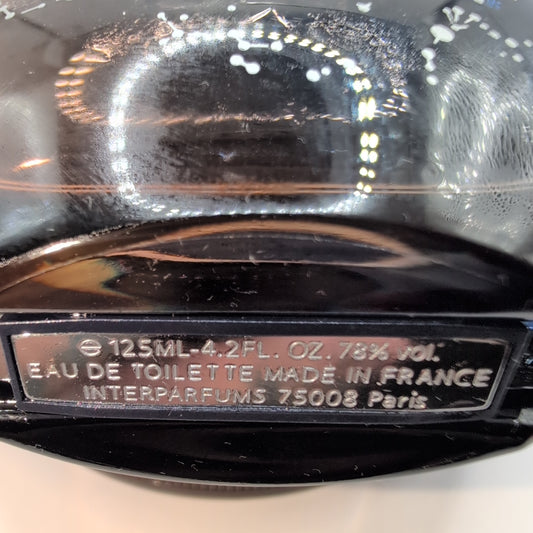 ⊖ 125ML-4.2FL. OZ. 78% vol.
EAU DE TOILETTE MADE IN FRANCE
INTERPARFUMS 75008 Paris